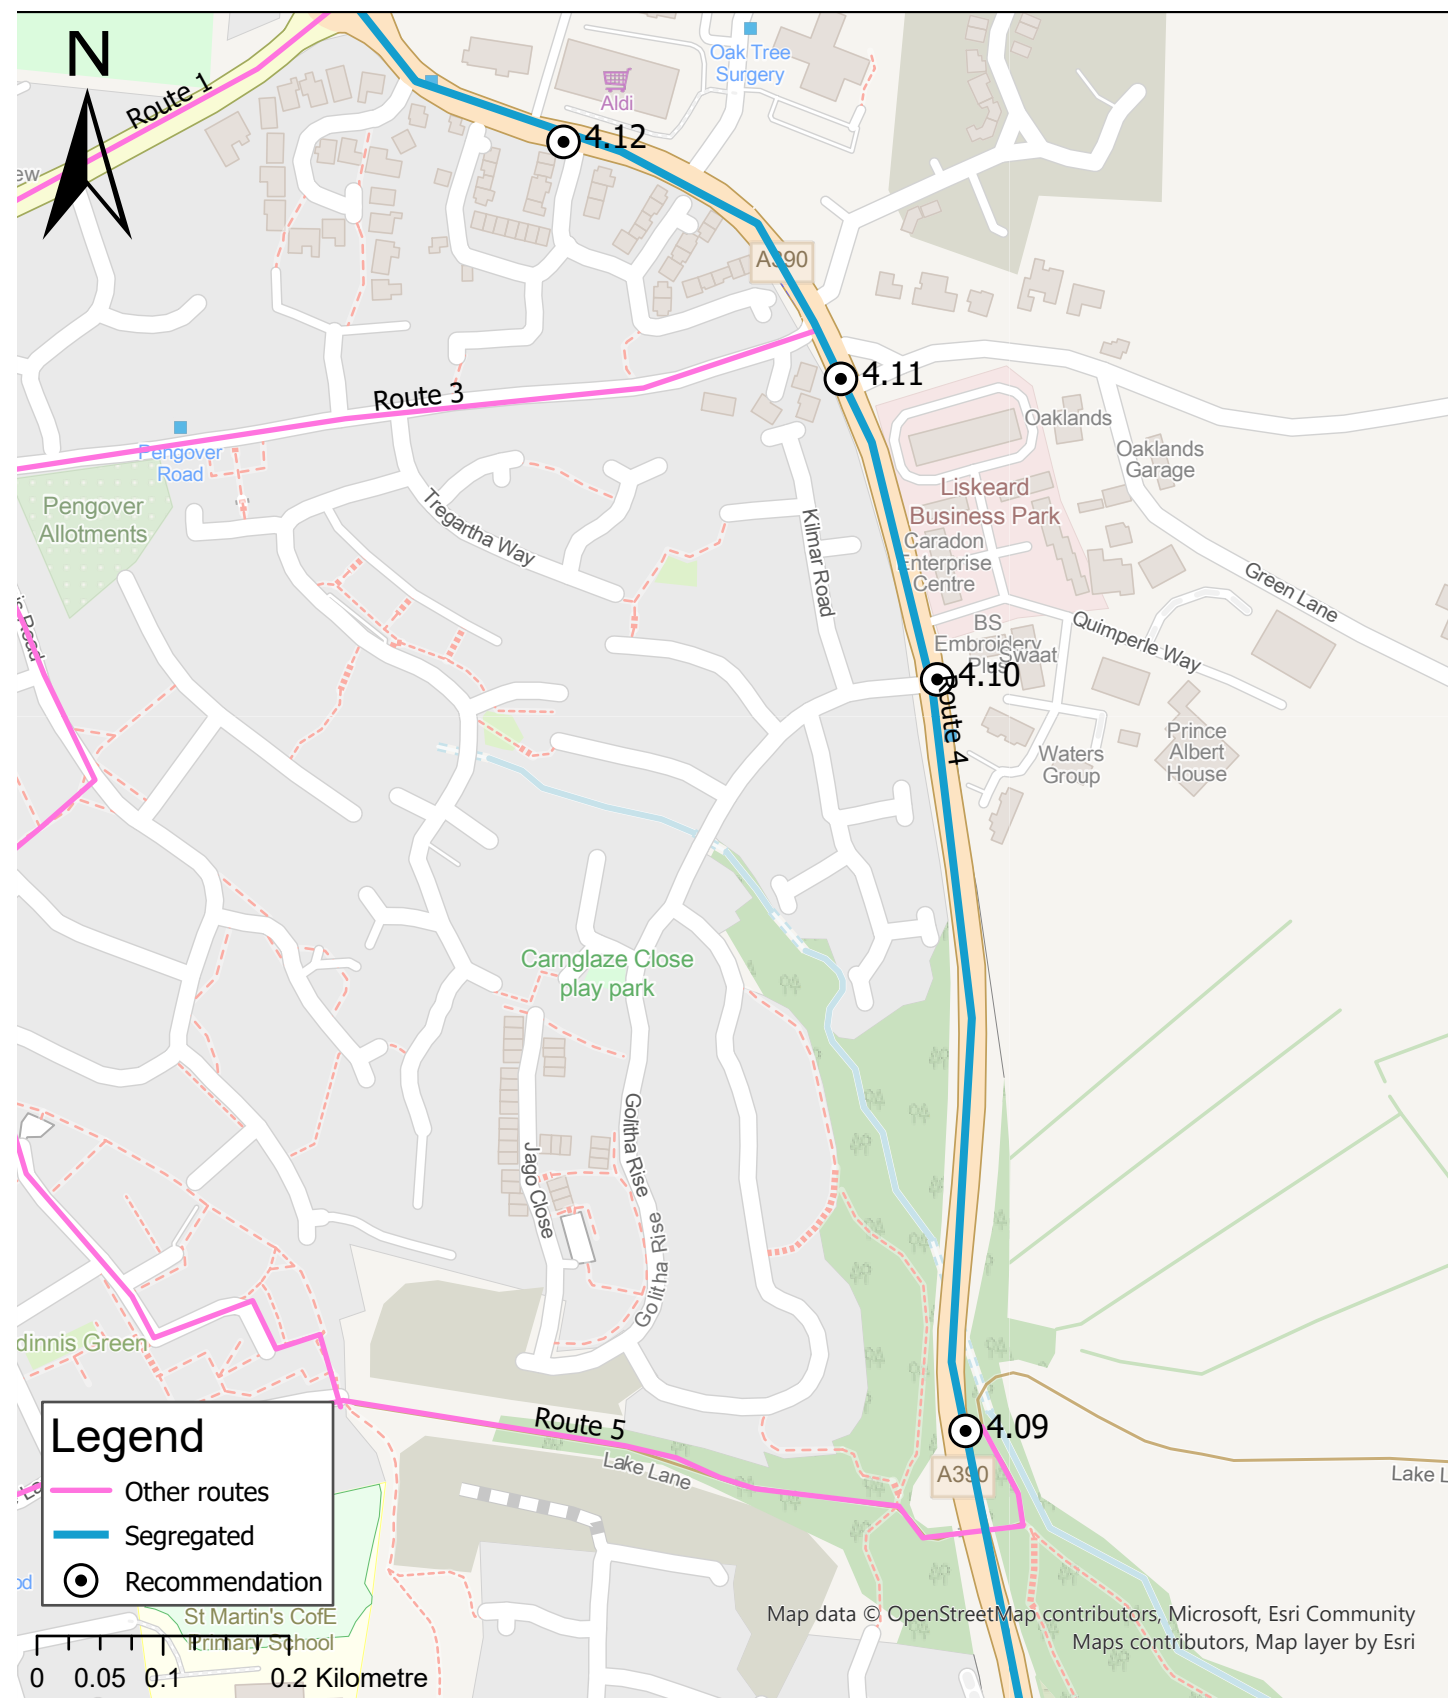 N
Route 1
Oak Tree
Surgery
Aldi
4.12
ew
A390
4.11
Route 3
Oaklands
Oaklands
Garage
Pengover
Road
Pengover
Allotments
Liskeard
Business Park
Tregartha Way
Kilmar Road
Caradon
Enterprise
Centre
Green Lane
BS
Embroidery
Plus
Swaat
Quimperle Way
is Road
4.10
Route 4
Prince
Albert
House
Waters
Group
Carnglaze Close
play park
Golitha Rise
Jago Close
Golitha Rise
dinnis Green
Route 5
4.09
Lake Lane
A390
Lake L
Legend
Other routes
Segregated
Recommendation
St Martin's CofE
Primary School
Map data © OpenStreetMap contributors, Microsoft, Esri Community
Maps contributors, Map layer by Esri
0 0.05 0.1 0.2 Kilometre